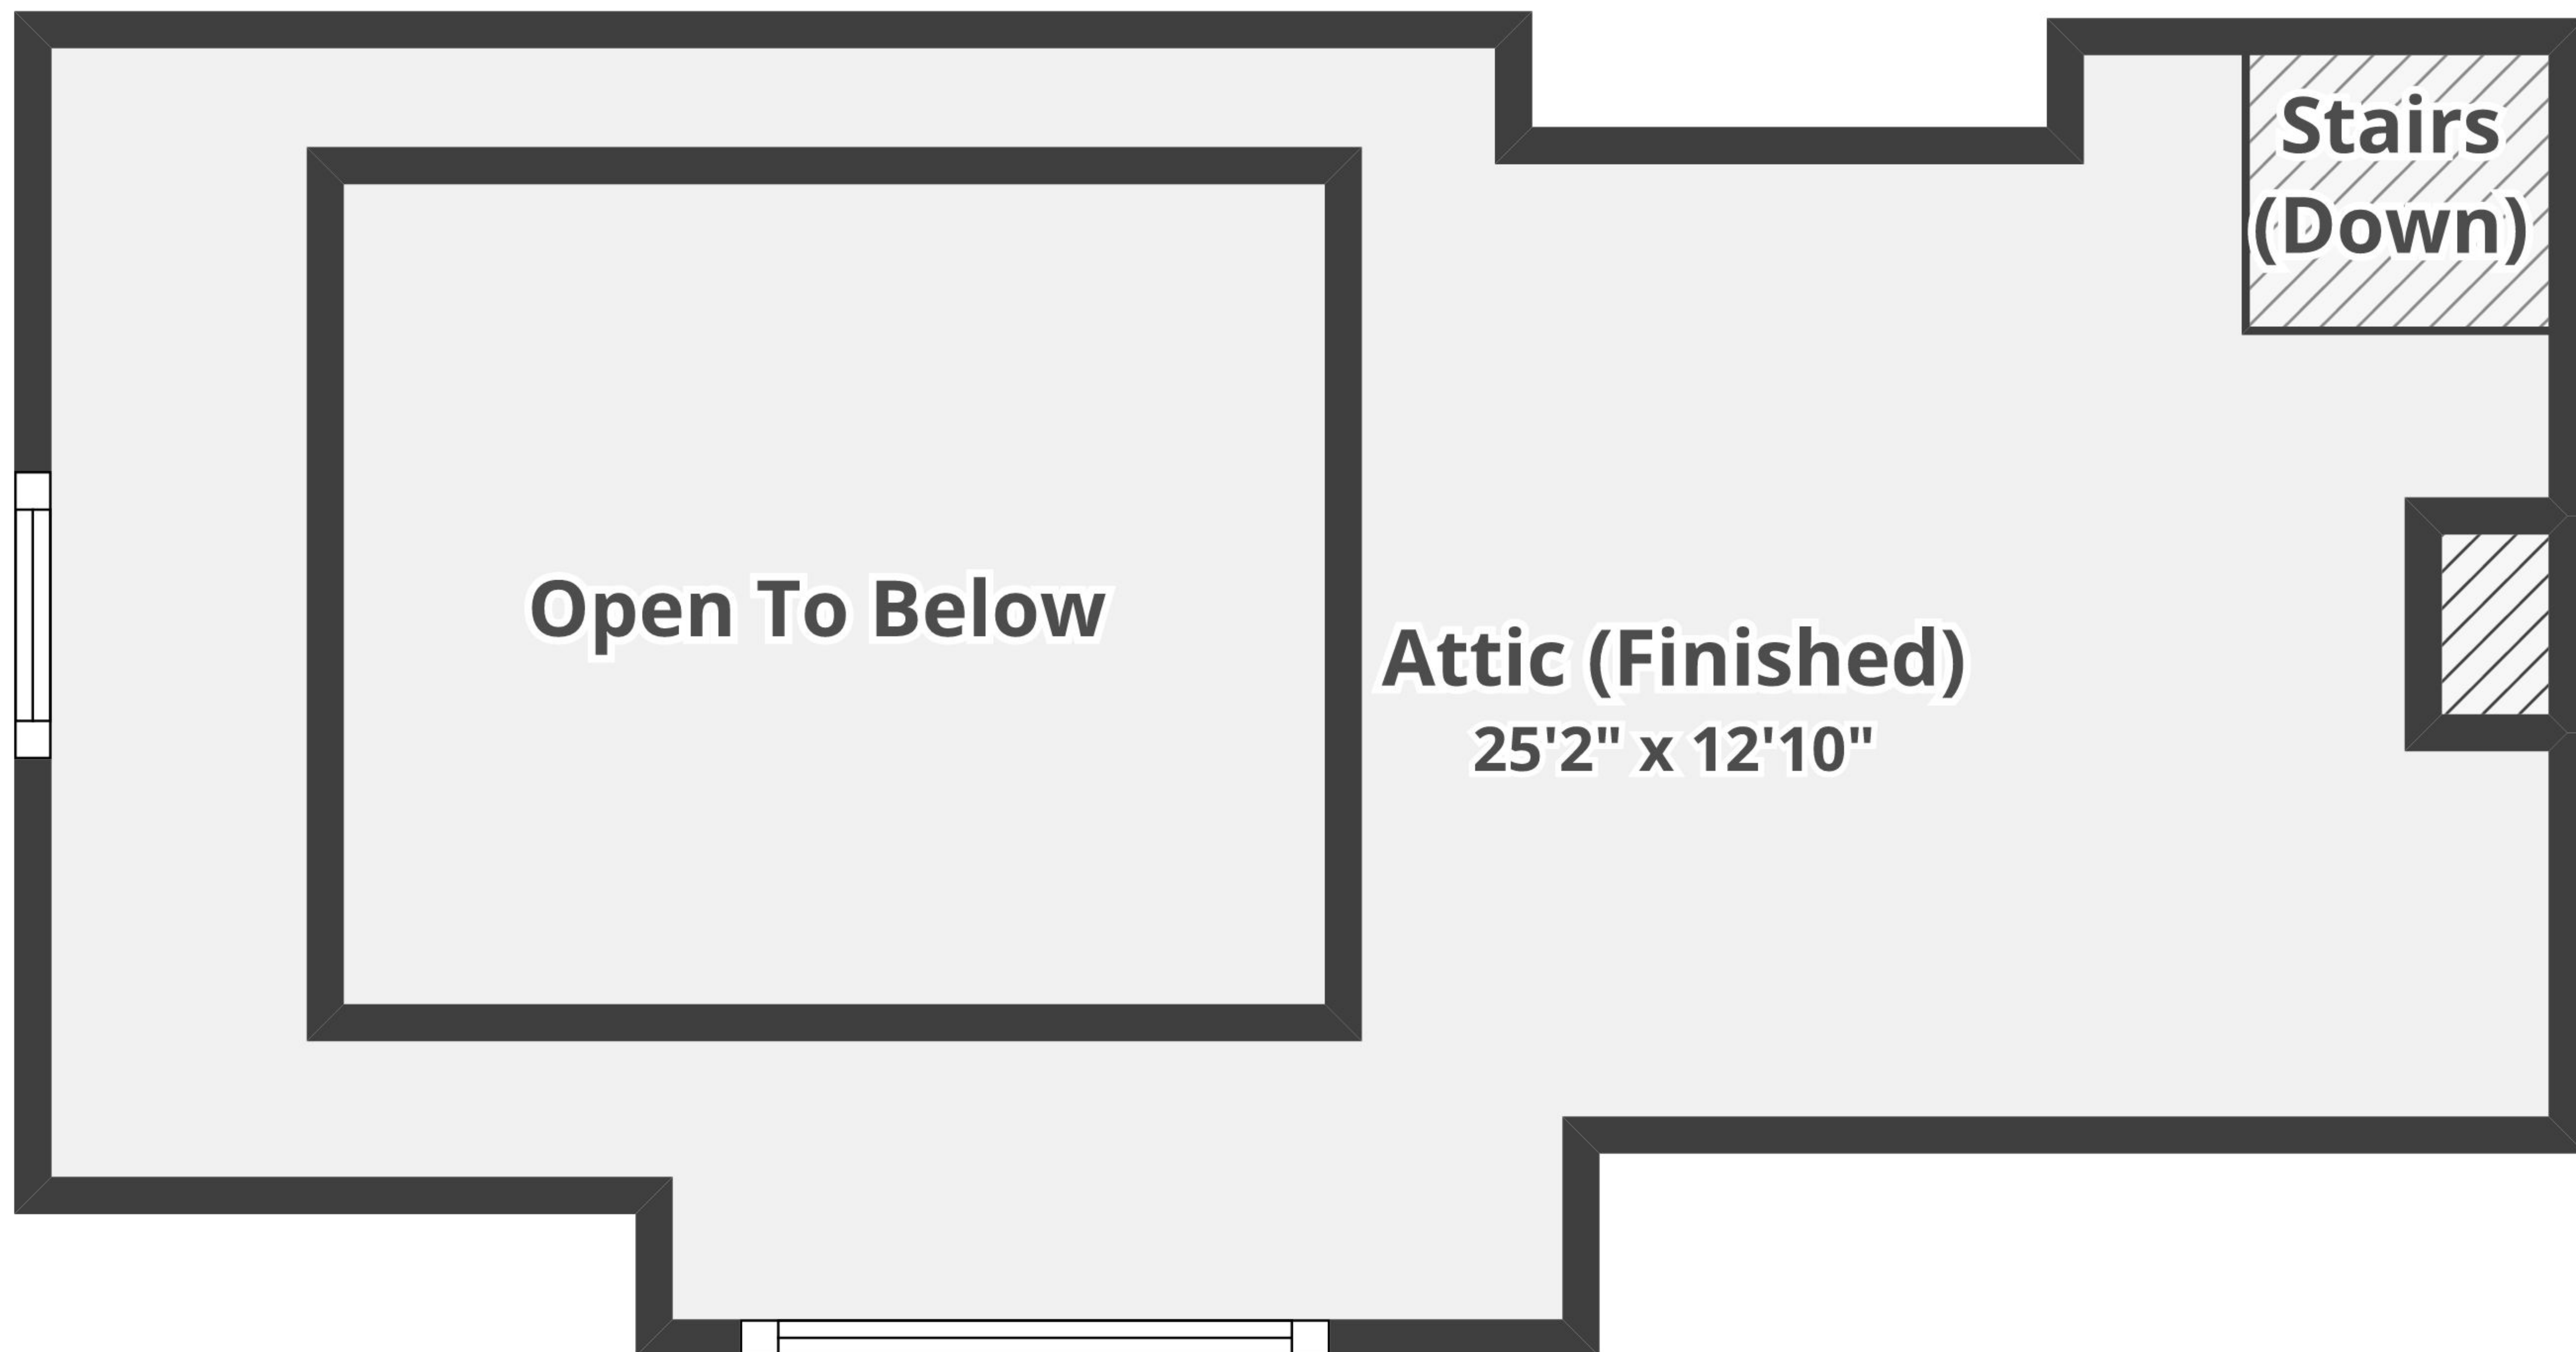 Stairs
(Down)
Open To Below
Attic (Finished)
25'2" x 12'10"